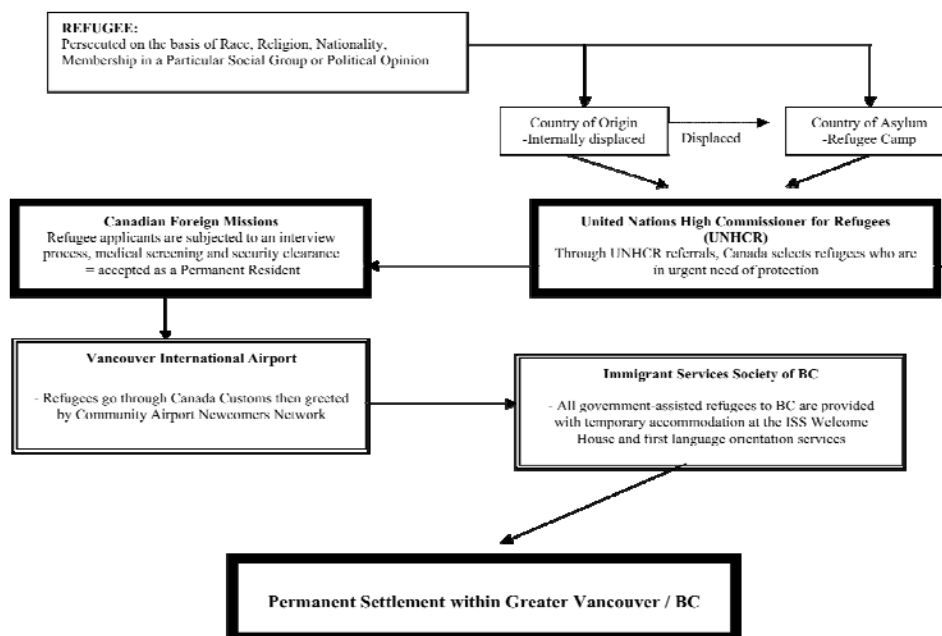 REFUGEE:
Persecuted on the basis of Race, Religion, Nationality,
Membership in a Particular Social Group or Political Opinion
Country of Origin
-Internally displaced
Displaced
Country of Asylum
-Refugee Camp
Canadian Foreign Missions
Refugee applicants are subjected to an interview
process, medical screening and security clearance
= accepted as a Permanent Resident
United Nations High Commissioner for Refugees
(UNHCR)
Through UNHCR referrals, Canada selects refugees who are
in urgent need of protection
Vancouver International Airport
- Refugees go through Canada Customs then greeted
by Community Airport Newcomers Network
Immigrant Services Society of BC
- All government-assisted refugees to BC are provided
with temporary accommodation at the ISS Welcome
House and first language orientation services
Permanent Settlement within Greater Vancouver / BC